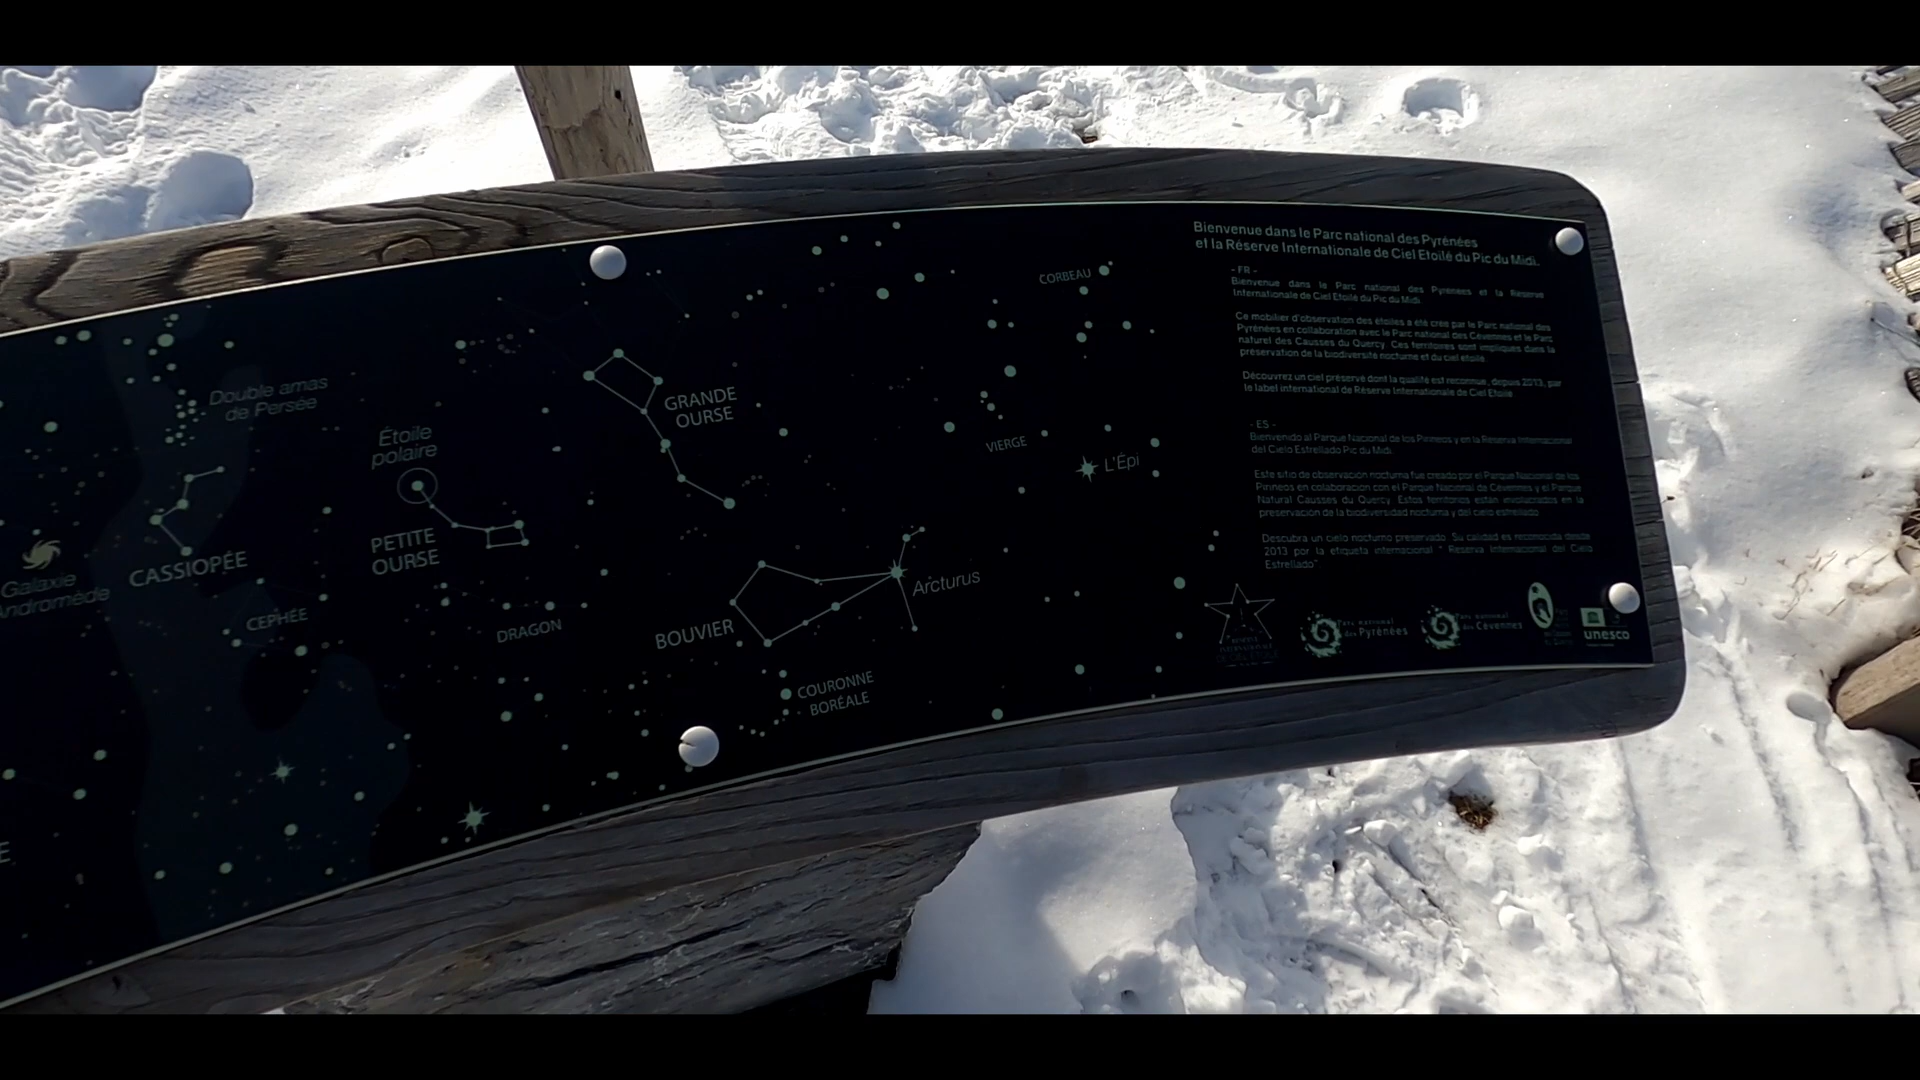 Bienvenue dans le Parc national des Pyrénées
et la Réserve Internationale de Ciel Etoilé du Pic du Midi.
- FR -
Bienvenue dans le Parc national des Pyrénées et la Réserve
Internationale de Ciel Etoilé du Pic du Midi.
Ce mobilier d'observation des étoiles a été créé par le Parc national des
Pyrénées en collaboration avec le Parc national des Cévennes et le Parc
naturel des Causses du Quercy. Ces territoires sont impliqués dans la
préservation de la biodiversité nocturne et du ciel étoilé.
Découvrez un ciel préservé dont la qualité est reconnue, depuis 2013, par
le label international de Réserve Internationale de Ciel Etoilé
- ES -
Bienvenido al Parque Nacional de los Pirineos y en la Reserva Internacional
del Cielo Estrellado Pic du Midi.
Este sitio de observación nocturna fue creado por el Parque Nacional de los
Pirineos en colaboración con el Parque Nacional de Cévennes y el Parque
Natural Causses du Quercy. Estos territorios están involucrados en la
preservación de la biodiversidad nocturna y del cielo estrellado.
Descubra un cielo nocturno preservado. Su calidad es reconocida desde
2013 por la etiqueta internacional " Reserva Internacional del Cielo
Estrellado"
CORBEAU
Double amas
de Persée
GRANDE
OURSE
Étoile
polaire
VIERGE
L'Épi
PETITE
OURSE
CASSIOPÉE
Galaxie
Andromède
CEPHÉE
DRAGON
BOUVIER
Arcturus
COURONNE
BORÉALE
RÉSERVE
INTERNATIONALE
Parc national
des Pyrénées
Parc national
des Cévennes
unesco